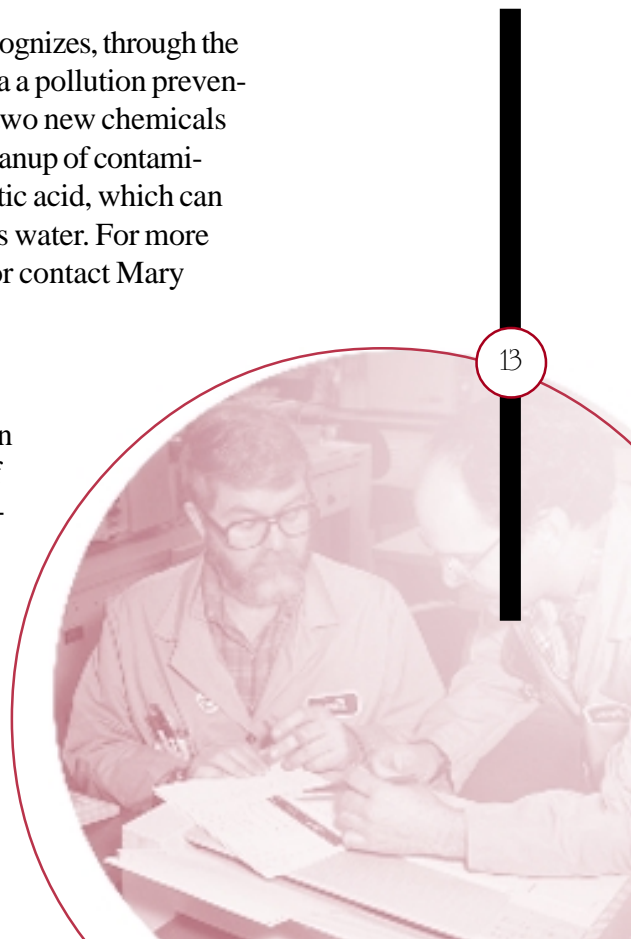 ognizes, through the
a a pollution preven-
wo new chemicals
anup of contami-
tic acid, which can
s water. For more
or contact Mary
13
n
f
-